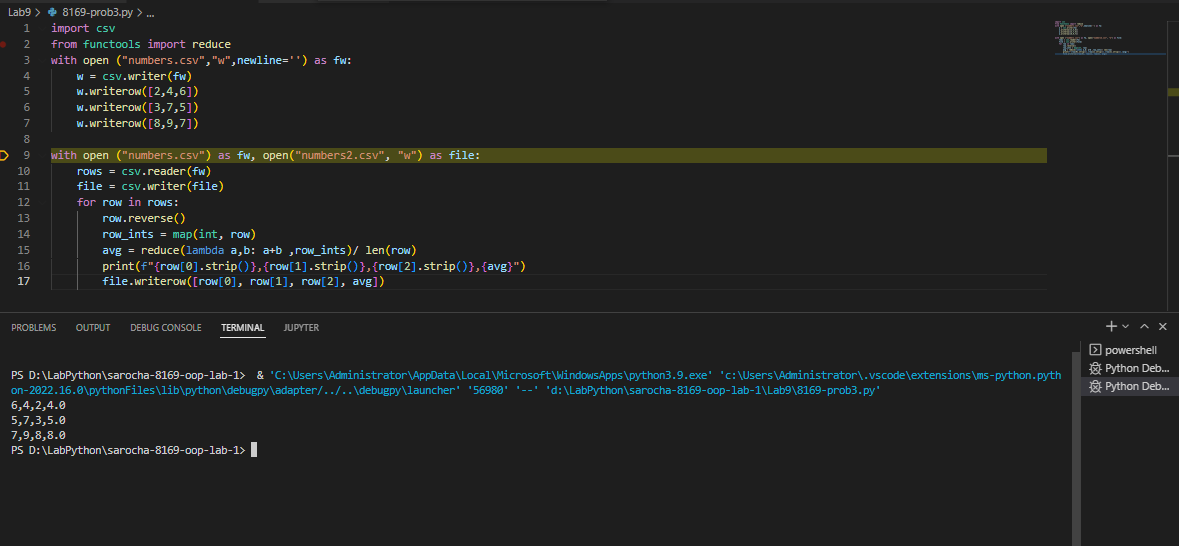 Lab9 > 8169-prob3.py > ...
1 import csv
2 from functools import reduce
3 with open ("numbers.csv","w",newline='') as fw:
4     w = csv.writer(fw)
5     w.writerow([2,4,6])
6     w.writerow([3,7,5])
7     w.writerow([8,9,7])
8
9 with open ("numbers.csv") as fw, open("numbers2.csv", "w") as file:
10     rows = csv.reader(fw)
11     file = csv.writer(file)
12     for row in rows:
13         row.reverse()
14         row_ints = map(int, row)
15         avg = reduce(lambda a,b: a+b ,row_ints)/ len(row)
16         print(f"{row[0].strip()},{row[1].strip()},{row[2].strip()},{avg}")
17         file.writerow([row[0], row[1], row[2], avg])
PROBLEMS OUTPUT DEBUG CONSOLE TERMINAL JUPYTER
powershell
Python Deb...
Python Deb...
PS D:\LabPython\sarocha-8169-oop-lab-1>  & 'C:\Users\Administrator\AppData\Local\Microsoft\WindowsApps\python3.9.exe' 'c:\Users\Administrator\.vscode\extensions\ms-python.pyth
on-2022.16.0\pythonFiles\lib\python\debugpy\adapter/../..\debugpy\launcher' '56980' '--' 'd:\LabPython\sarocha-8169-oop-lab-1\Lab9\8169-prob3.py'
6,4,2,4.0
5,7,3,5.0
7,9,8,8.0
PS D:\LabPython\sarocha-8169-oop-lab-1>